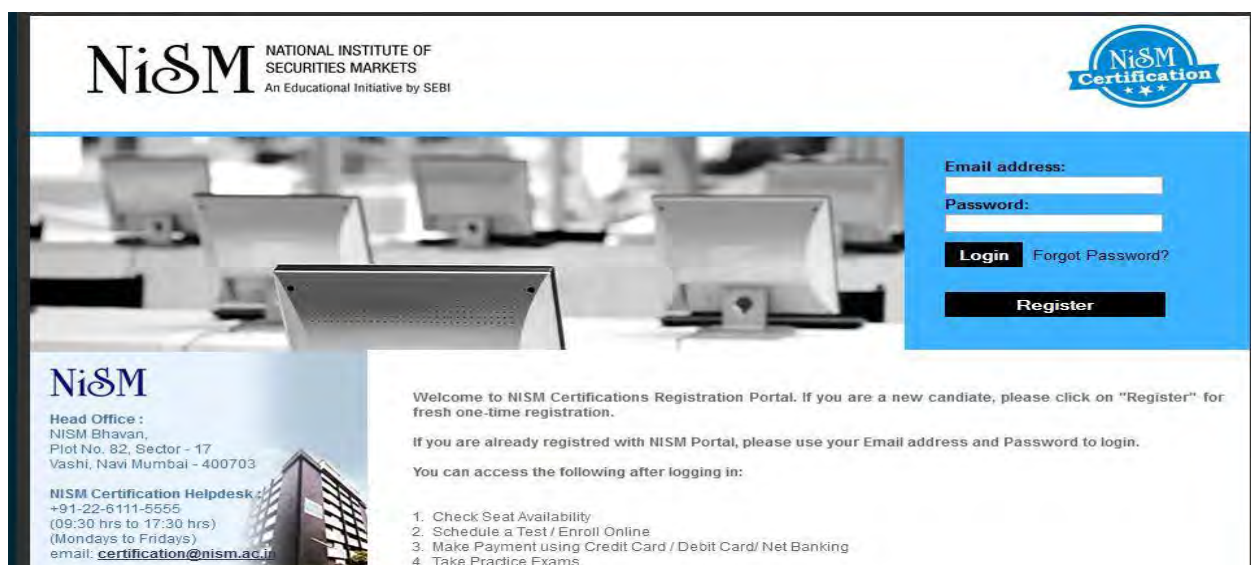 NiSM
NATIONAL INSTITUTE OF
SECURITIES MARKETS
An Educational Initiative by SEBI
NiSM
Certification
Email address:
Password:
Login Forgot Password?
Register
NiSM
Head Office :
NISM Bhavan,
Plot No. 82, Sector - 17
Vashi, Navi Mumbai - 400703
NISM Certification Helpdesk :
+91-22-6111-5555
(09:30 hrs to 17:30 hrs)
(Mondays to Fridays)
email: certification@nism.ac.in
Welcome to NISM Certifications Registration Portal. If you are a new candiate, please click on "Register" for
fresh one-time registration.
If you are already registred with NISM Portal, please use your Email address and Password to login.
You can access the following after logging in:
1. Check Seat Availability
2. Schedule a Test / Enroll Online
3. Make Payment using Credit Card / Debit Card/ Net Banking
4. Take Practice Exams